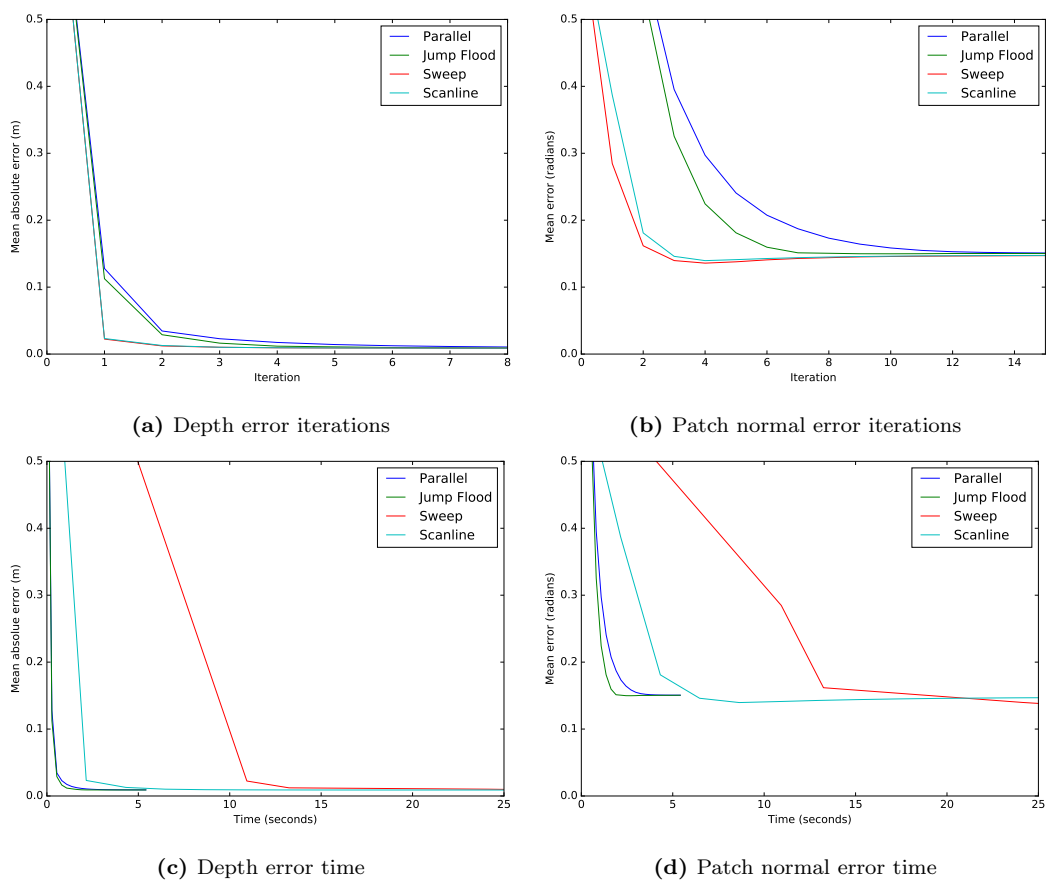 0.5
0.4
0.3
0.2
0.1
0.0
Mean absolute error (m)
0 1 2 3 4 5 6 7 8
Iteration
Parallel
Jump Flood
Sweep
Scanline
(a) Depth error iterations
0.5
0.4
0.3
0.2
0.1
0.0
Mean error (radians)
0 2 4 6 8 10 12 14
Iteration
Parallel
Jump Flood
Sweep
Scanline
(b) Patch normal error iterations
0.5
0.4
0.3
0.2
0.1
0.0
Mean absolue error (m)
0 5 10 15 20 25
Time (seconds)
Parallel
Jump Flood
Sweep
Scanline
(c) Depth error time
0.5
0.4
0.3
0.2
0.1
0.0
Mean error (radians)
0 5 10 15 20 25
Time (seconds)
Parallel
Jump Flood
Sweep
Scanline
(d) Patch normal error time